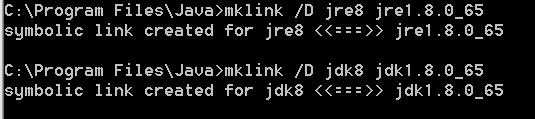 C:\Program Files\Java>mklink /D jre8 jre1.8.0_65
symbolic link created for jre8 <<===>> jre1.8.0_65
C:\Program Files\Java>mklink /D jdk8 jdk1.8.0_65
symbolic link created for jdk8 <<===>> jdk1.8.0_65